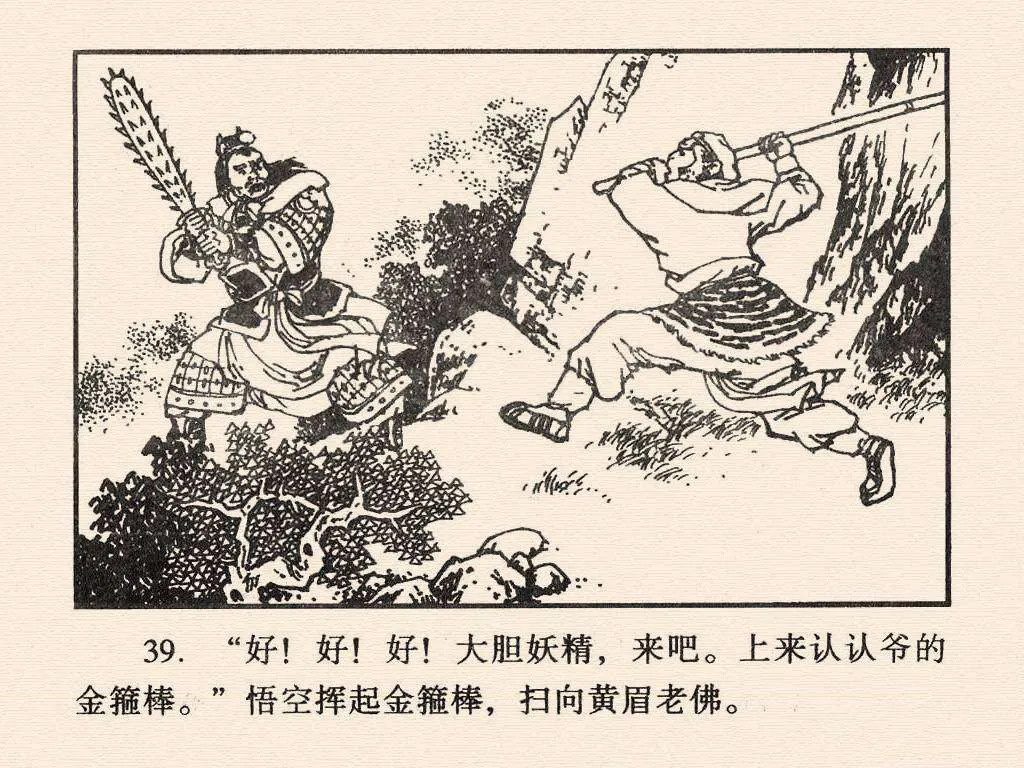 39. “好！好！好！大胆妖精，来吧。上来认认爷的
金箍棒。”悟空挥起金箍棒，扫向黄眉老佛。